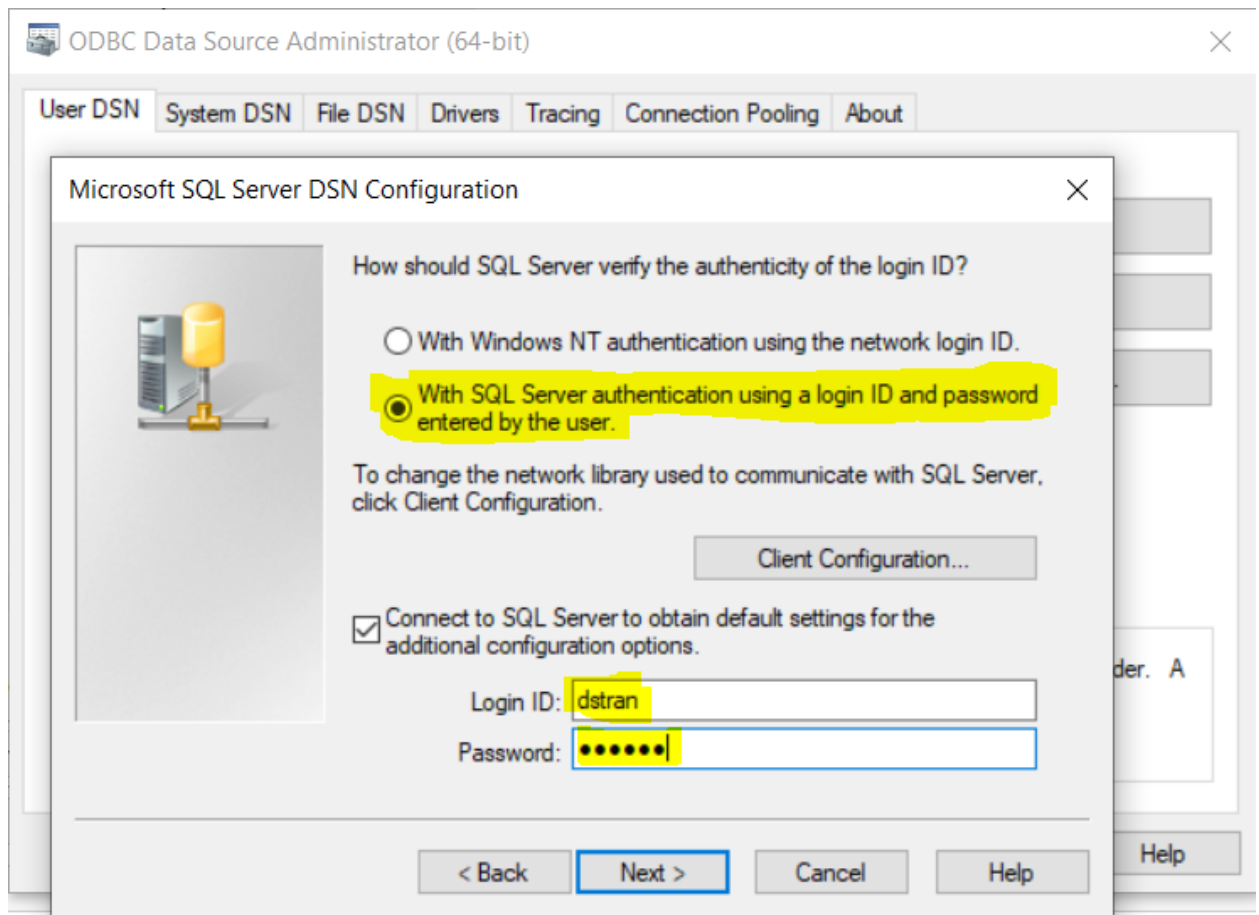 ODBC Data Source Administrator (64-bit)
User DSN System DSN File DSN Drivers Tracing Connection Pooling About
Microsoft SQL Server DSN Configuration
How should SQL Server verify the authenticity of the login ID?
With Windows NT authentication using the network login ID.
With SQL Server authentication using a login ID and password
entered by the user.
To change the network library used to communicate with SQL Server,
click Client Configuration.
Client Configuration...
Connect to SQL Server to obtain default settings for the
additional configuration options.
der. A
Login ID: dstran
Password: ●●●●●●
< Back Next > Cancel Help
Help